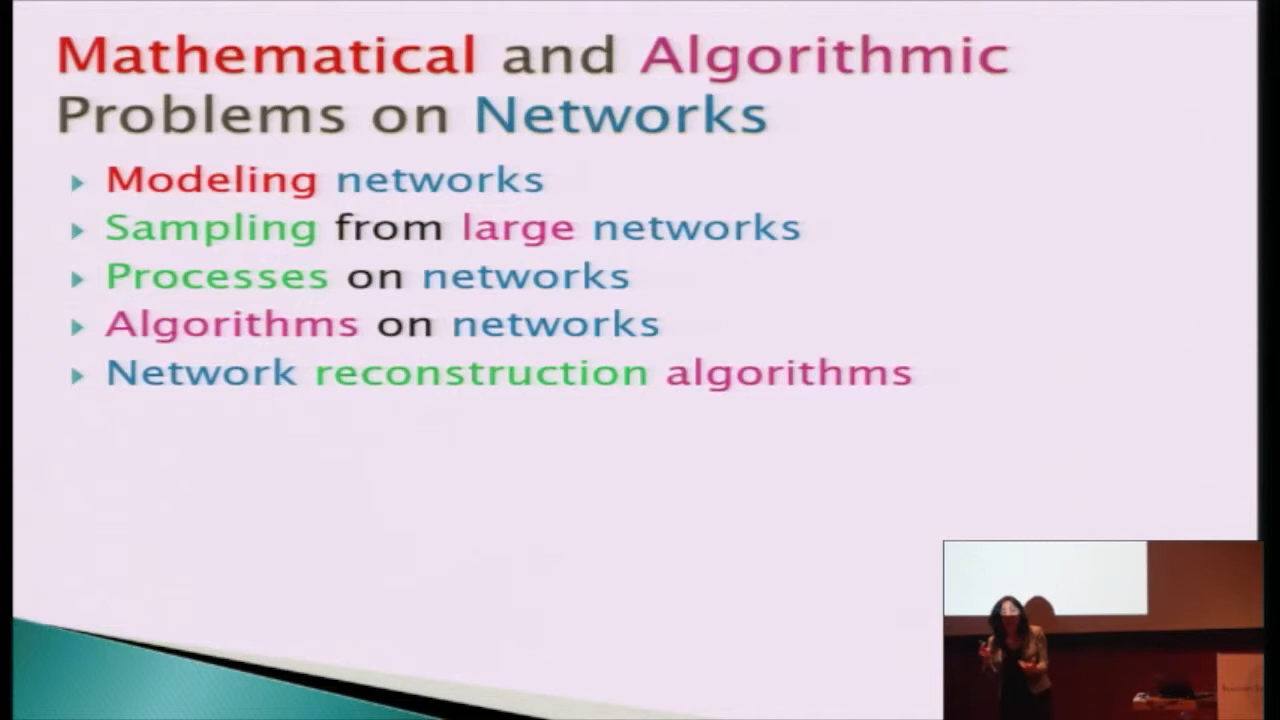 Mathematical and Algorithmic
Problems on Networks
Modeling networks
Sampling from large networks
Processes on networks
Algorithms on networks
Network reconstruction algorithms